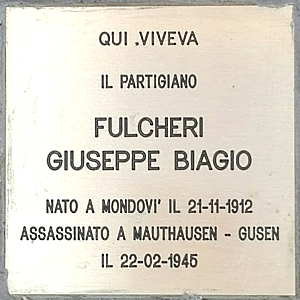 QUI .VIVEVA
IL PARTIGIANO
FULCHERI
GIUSEPPE BIAGIO
NATO A MONDOVI' IL 21-11-1912
ASSASSINATO A MAUTHAUSEN - GUSEN
IL 22-02-1945